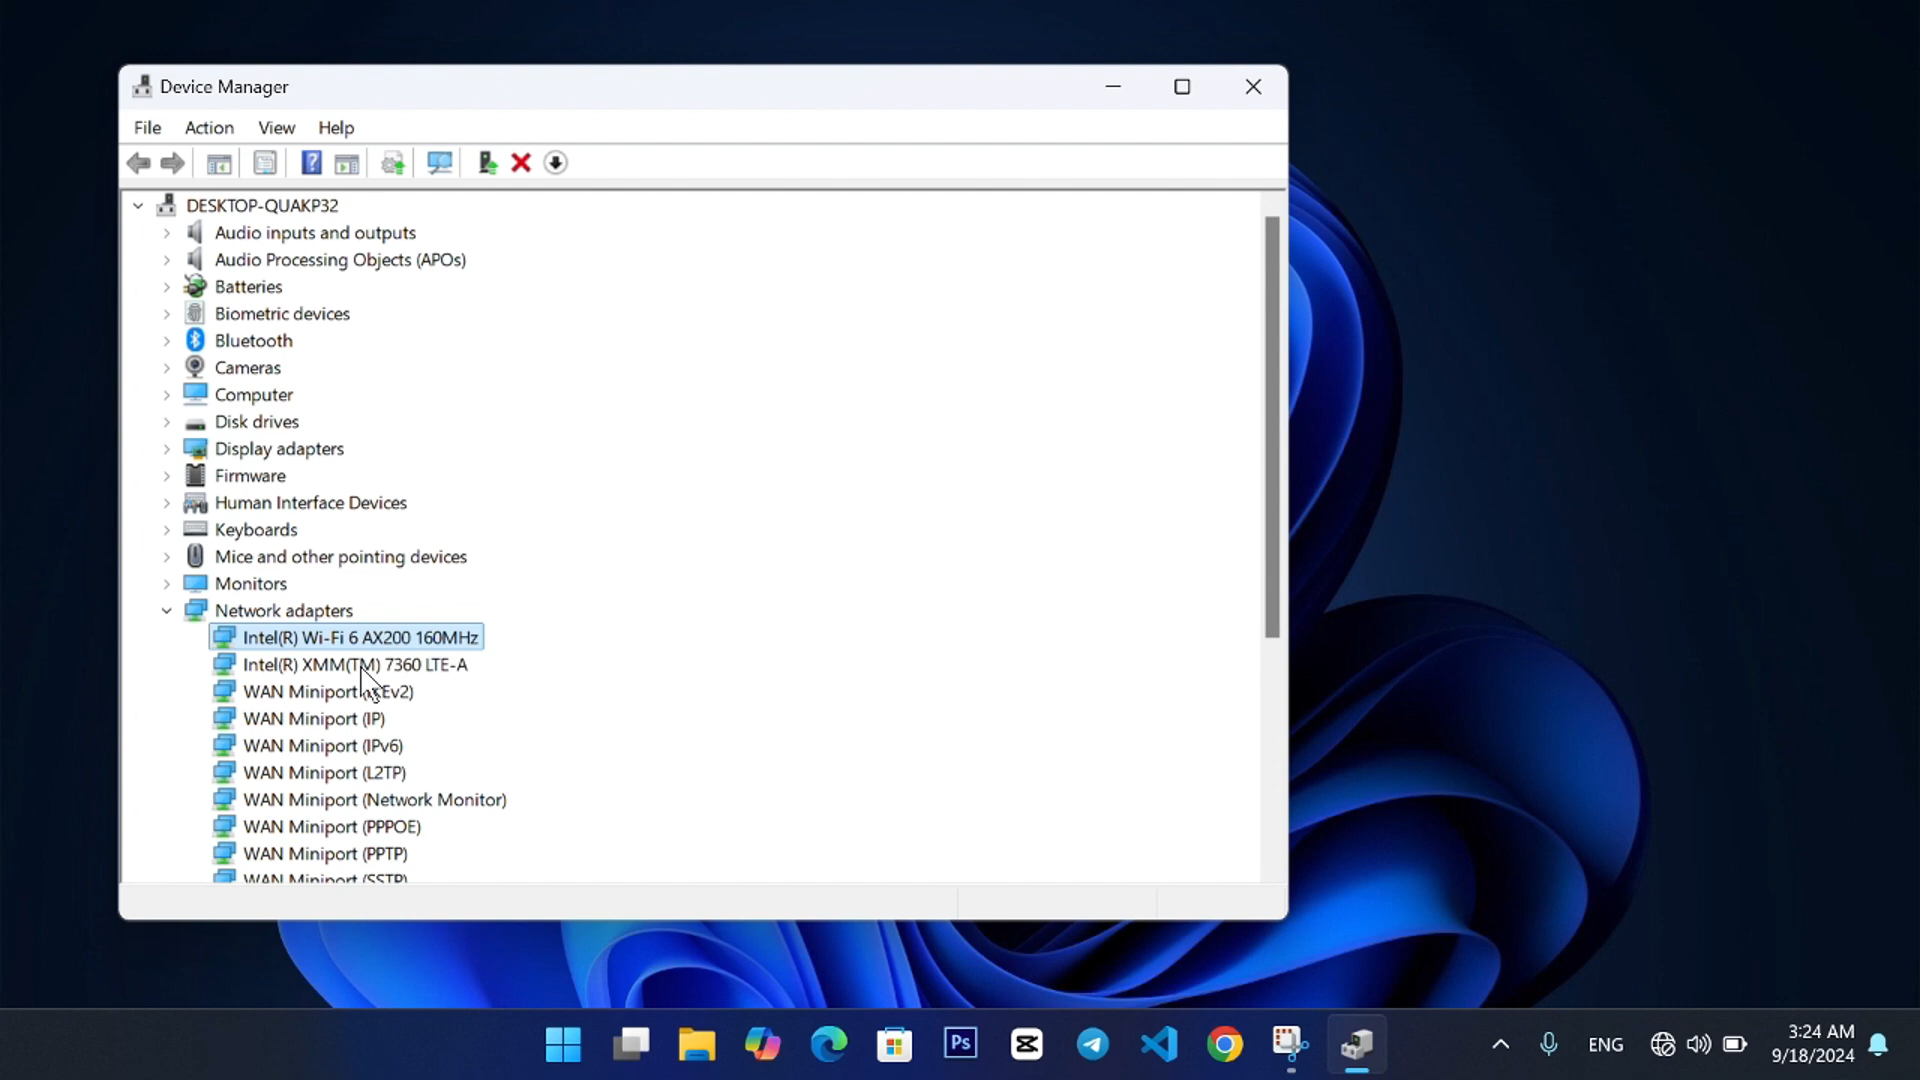 Device Manager
File Action View Help
DESKTOP-QUAKP32
Audio inputs and outputs
Audio Processing Objects (APOs)
Batteries
Biometric devices
Bluetooth
Cameras
Computer
Disk drives
Display adapters
Firmware
Human Interface Devices
Keyboards
Mice and other pointing devices
Monitors
Network adapters
Intel(R) Wi-Fi 6 AX200 160MHz
Intel(R) XMM(TM) 7360 LTE-A
WAN Miniport
WAN Miniport (IP)
WAN Miniport (IPv6)
WAN Miniport (L2TP)
WAN Miniport (Network Monitor)
WAN Miniport (PPPOE)
WAN Miniport (PPTP)
WAN Miniport (SSTP)
Ps
ENG
3:24 AM
9/18/2024